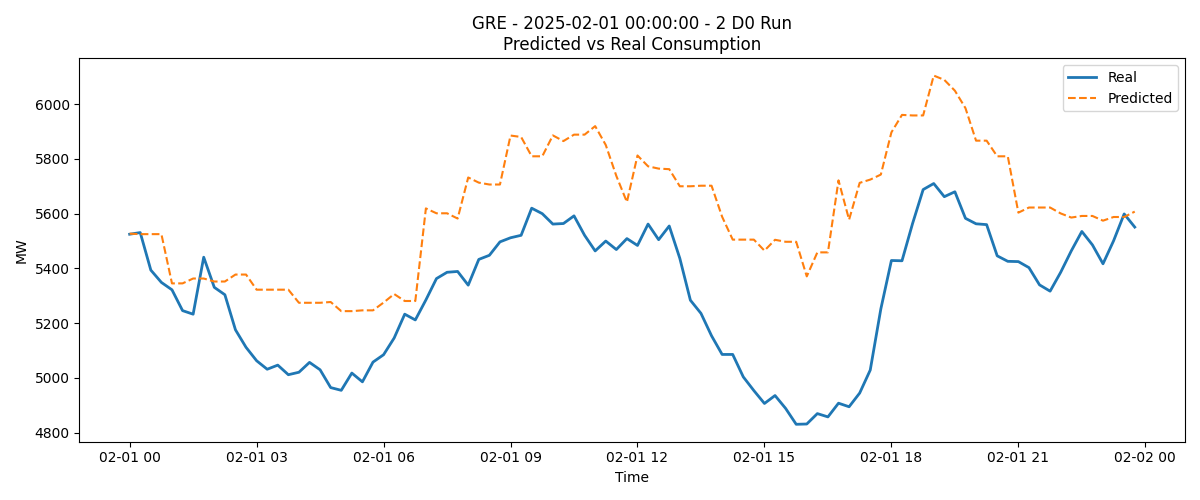 GRE - 2025-02-01 00:00:00 - 2 D0 Run
Predicted vs Real Consumption
Real
Predicted
6000
5800
5600
5400
5200
5000
4800
MW
02-01 00
02-01 03
02-01 06
02-01 09
02-01 12
02-01 15
02-01 18
02-01 21
02-02 00
Time